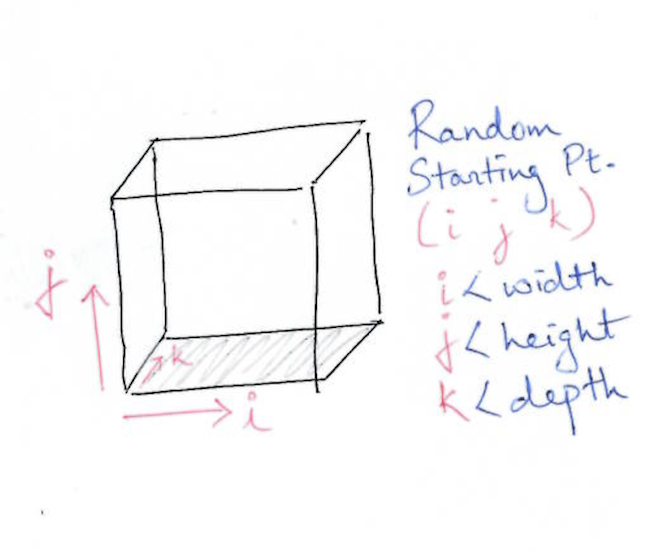 Random
Starting Pt.
(i j k)
j
i < width
j < height
k
k < depth
i